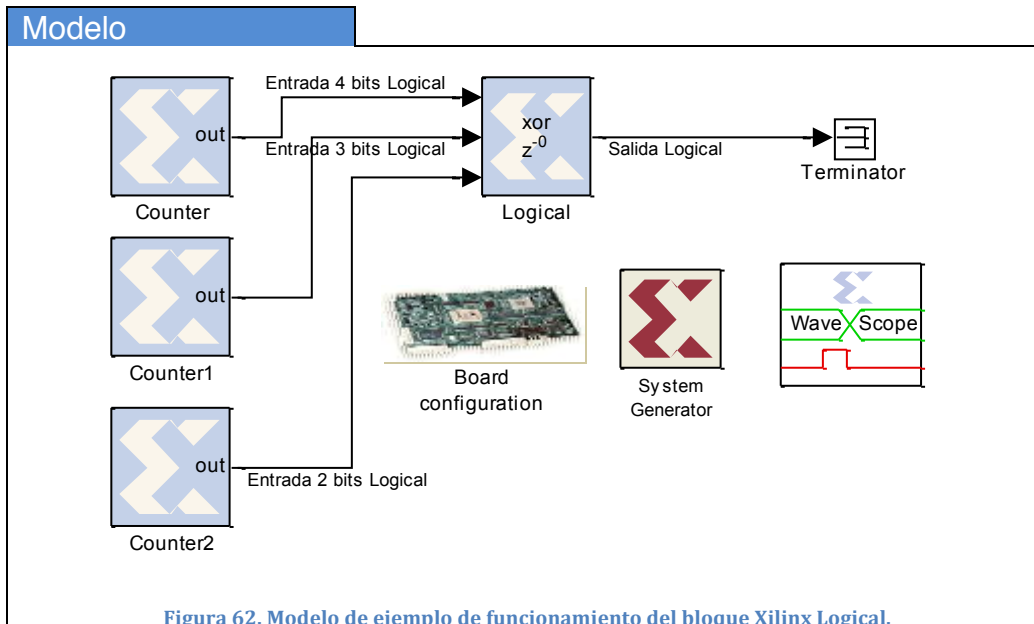 Modelo
Entrada 4 bits Logical
out
Counter
Entrada 3 bits Logical
xor
z-0
Logical
Salida Logical
Terminator
out
Counter1
Board
configuration
System
Generator
Wave Scope
out
Entrada 2 bits Logical
Counter2
Figura 62. Modelo de ejemplo de funcionamiento del bloque Xilinx Logical.